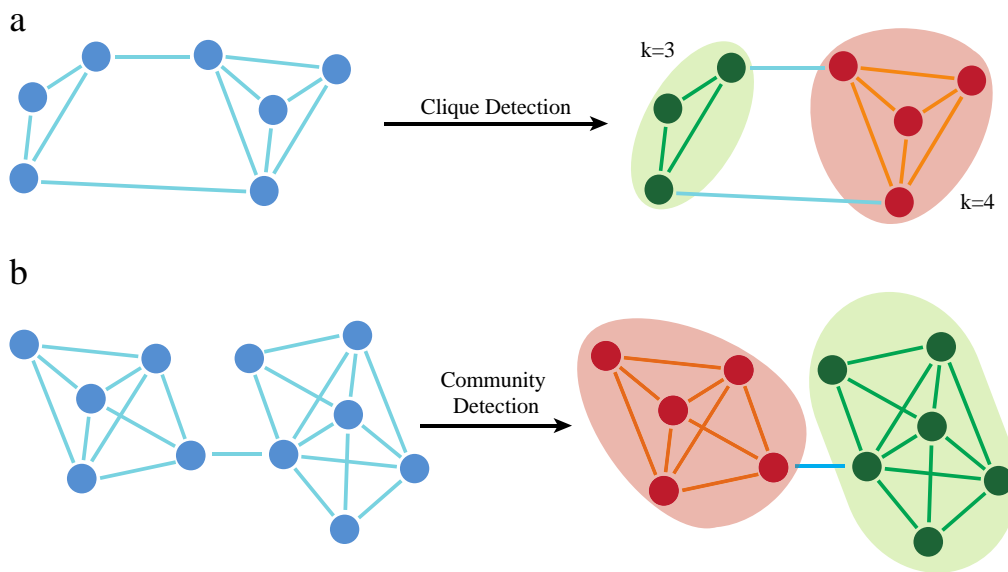 a
k=3
Clique Detection
k=4
b
Community
Detection